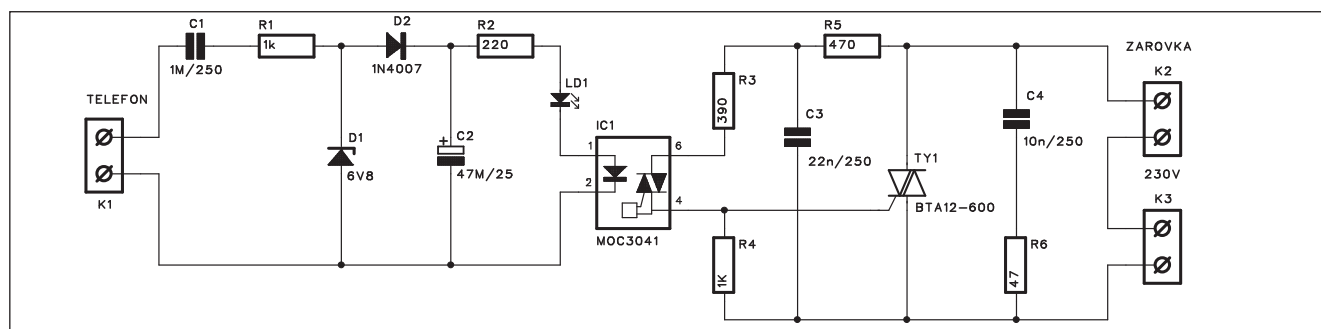 C1
1M/250
R1
1k
D2
1N4007
R2
220
LD1
TELEFON
K1
D1
6V8
C2
+
47M/25
IC1
1
2
6
4
MOC3041
R3
390
R4
1K
C3
22n/250
R5
470
TY1
BTA12-600
C4
10n/250
R6
47
ZAROVKA
K2
230V
K3